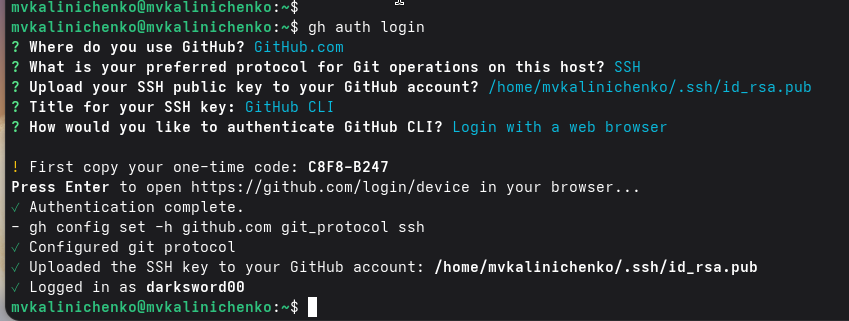 mvkalinichenko@mvkalinichenko:~$
mvkalinichenko@mvkalinichenko:~$ gh auth login
? Where do you use GitHub? GitHub.com
? What is your preferred protocol for Git operations on this host? SSH
? Upload your SSH public key to your GitHub account? /home/mvkalinichenko/.ssh/id_rsa.pub
? Title for your SSH key: GitHub CLI
? How would you like to authenticate GitHub CLI? Login with a web browser
! First copy your one-time code: C8F8-B247
Press Enter to open https://github.com/login/device in your browser...
✓ Authentication complete.
- gh config set -h github.com git_protocol ssh
✓ Configured git protocol
✓ Uploaded the SSH key to your GitHub account: /home/mvkalinichenko/.ssh/id_rsa.pub
✓ Logged in as darksword00
mvkalinichenko@mvkalinichenko:~$